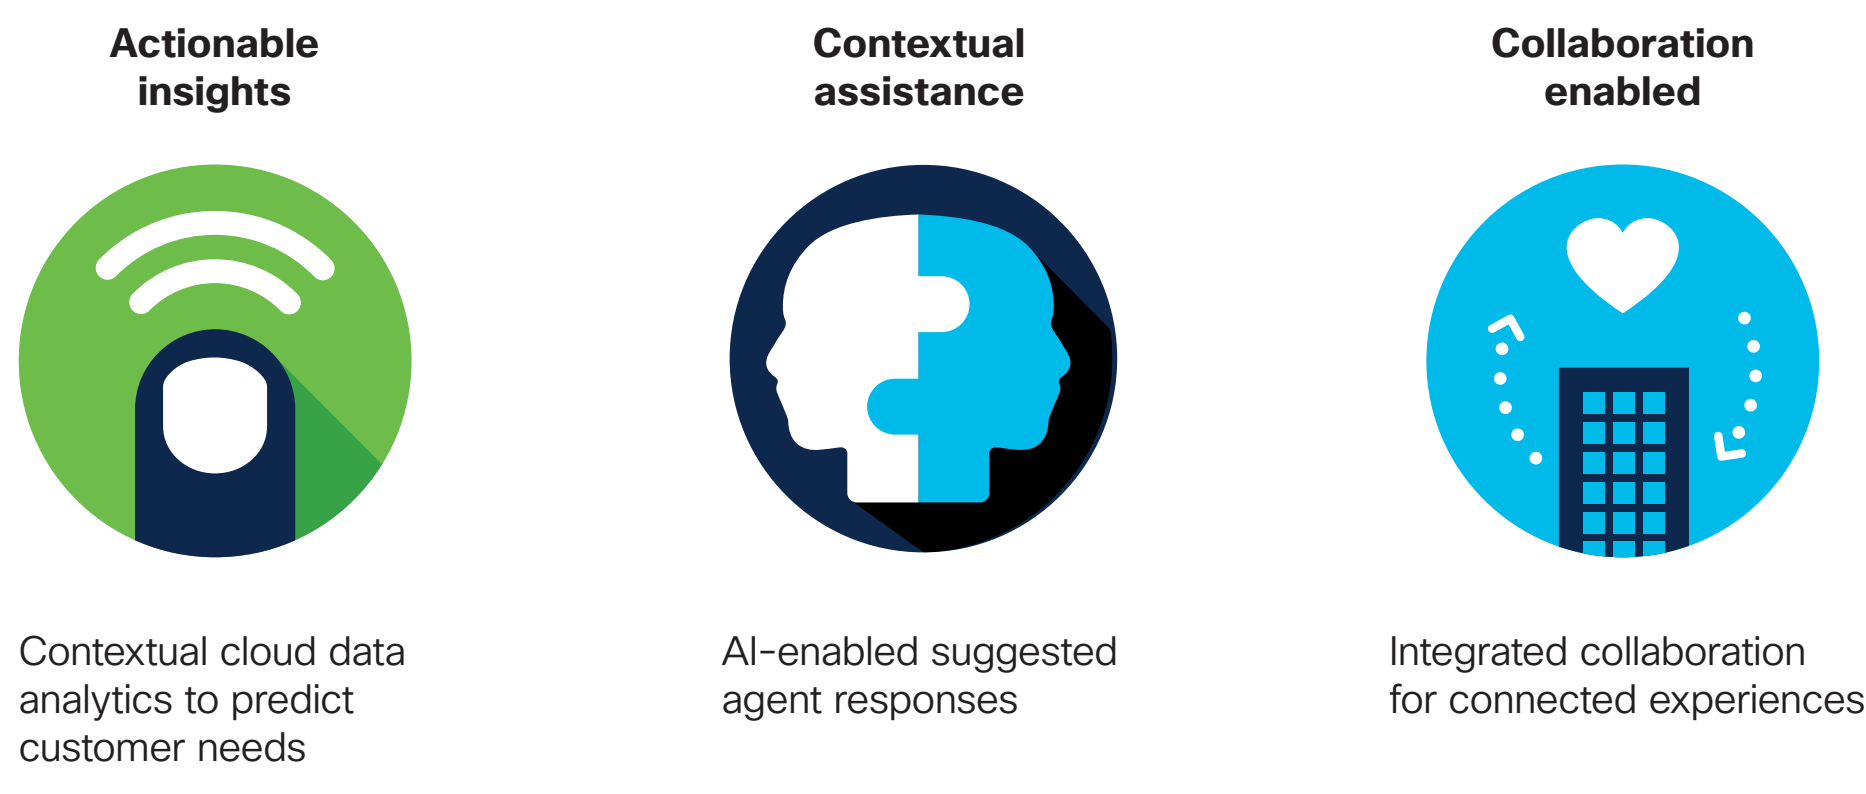 Actionable
insights
Contextual cloud data
analytics to predict
customer needs
Contextual
assistance
AI-enabled suggested
agent responses
Collaboration
enabled
Integrated collaboration
for connected experiences